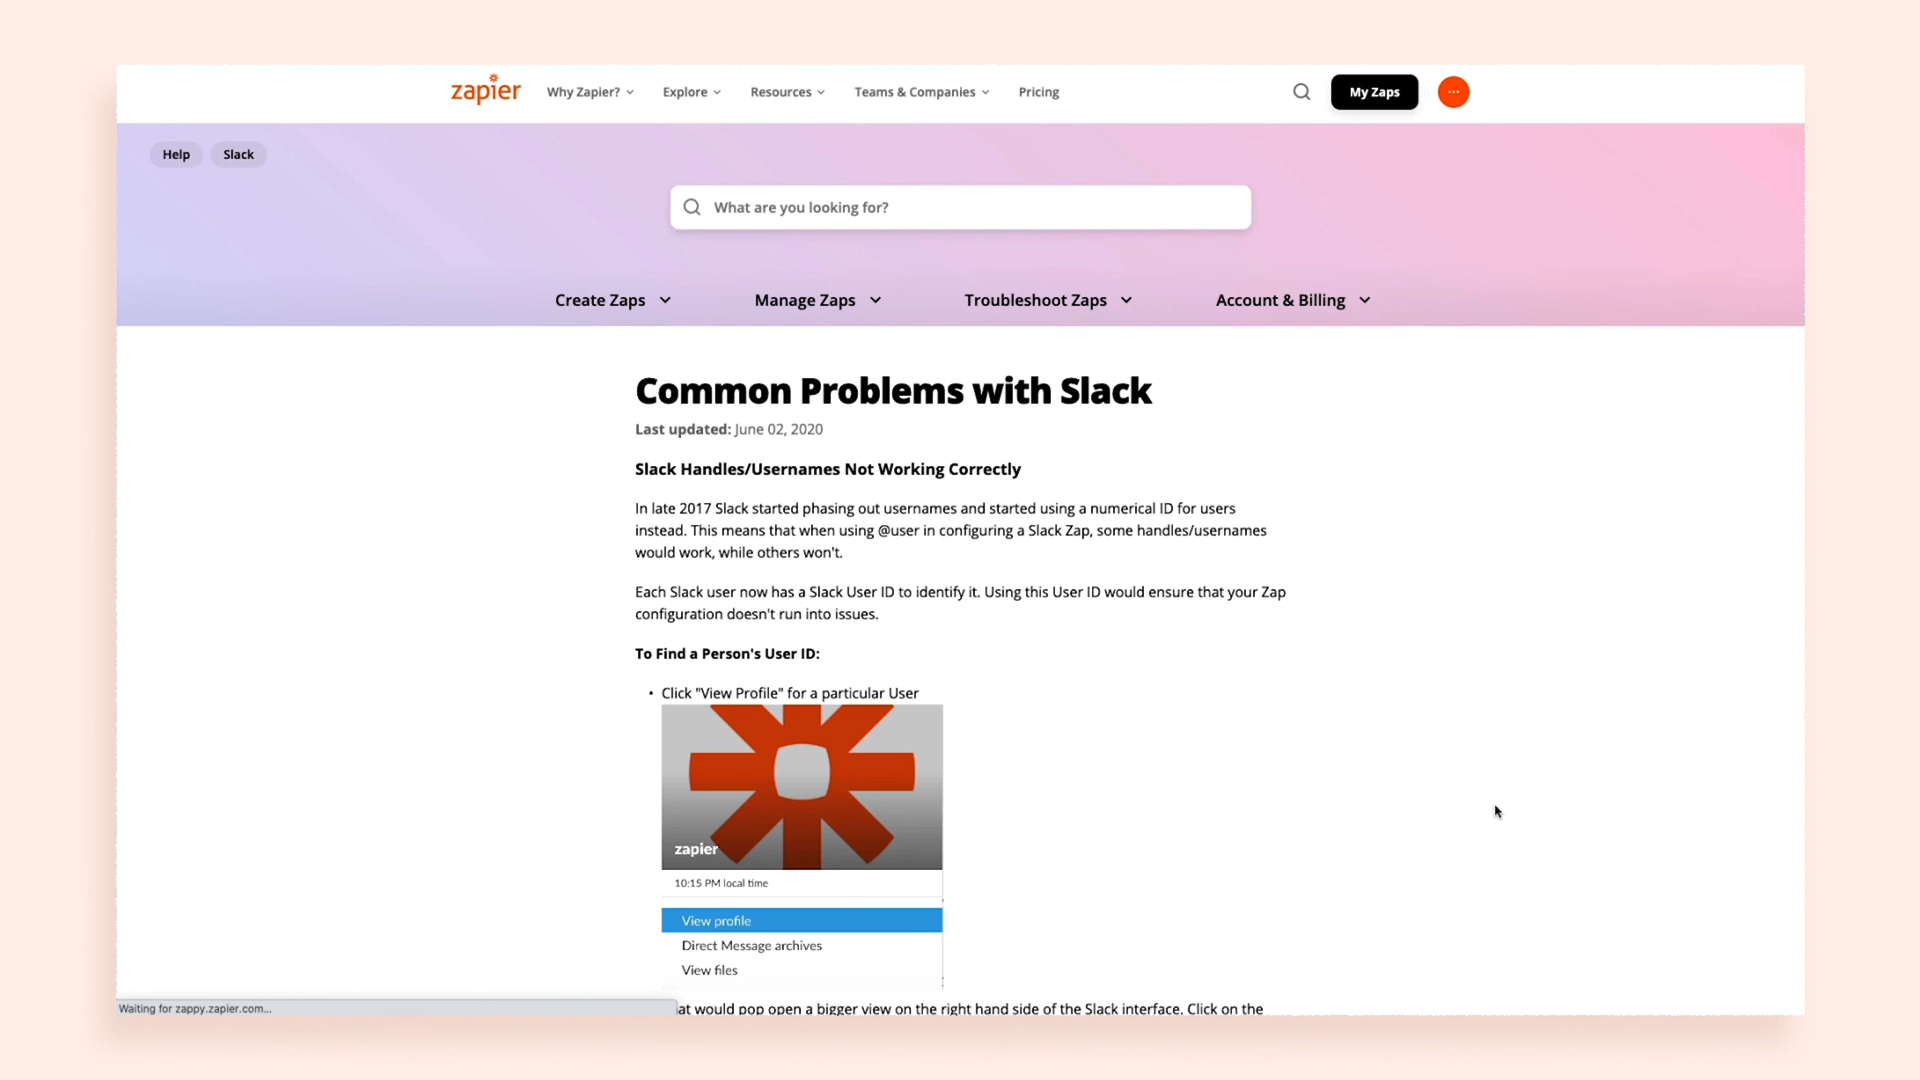 zapier
Why Zapier?
Explore
Resources
Teams & Companies
Pricing
My Zaps
Help
Slack
What are you looking for?
Create Zaps
Manage Zaps
Troubleshoot Zaps
Account & Billing
Common Problems with Slack
Last updated: June 02, 2020
Slack Handles/Usernames Not Working Correctly
In late 2017 Slack started phasing out usernames and started using a numerical ID for users
instead. This means that when using @user in configuring a Slack Zap, some handles/usernames
would work, while others won't.
Each Slack user now has a Slack User ID to identify it. Using this User ID would ensure that your Zap
configuration doesn't run into issues.
To Find a Person's User ID:
• Click "View Profile" for a particular User
zapier
10:15 PM local time
View profile
Direct Message archives
View files
at would pop open a bigger view on the right hand side of the Slack interface. Click on the
Waiting for zappy.zapier.com...